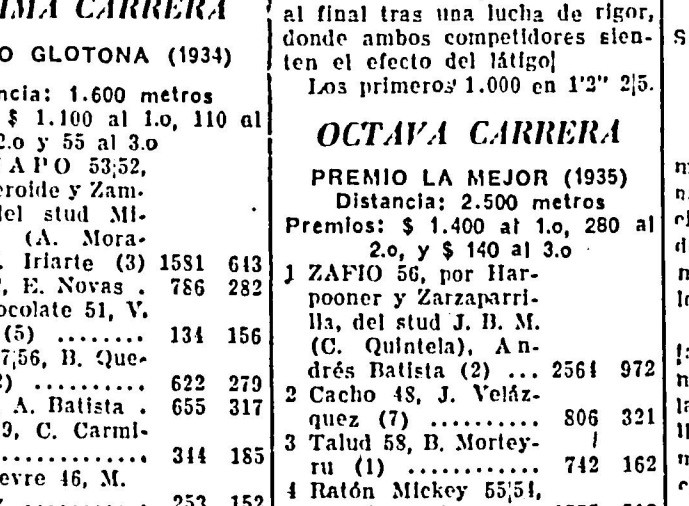 IMA CARRERA
O GLOTONA (1934)
ncia: 1.600 metros
$ 1.100 al 1.o, 110 al
2.o y 55 al 3.o
APO 53;52,
eroide y Zam-
del stud Mi-
(A. Mora-
. Iriarte (3) 1581 643
, E. Novas . 786 282
ocolate 51, V.
(5) ........ 134 156
7;56, B. Que-
2) .......... 622 279
. A. Batista . 655 317
9, C. Carmi-
.............. 344 185
evre 46, M.
253 152
al final tras una lucha de rigor,
donde ambos competidores sien-
ten el efecto del látigo|
Los primeros 1.000 en 1'2" 2|5.
OCTAVA CARRERA
PREMIO LA MEJOR (1935)
Distancia: 2.500 metros
Premios: $ 1.400 al 1.o, 280 al
2.o, y $ 140 al 3.o
1 ZAFIO 56, por Har-
pooner y Zarzaparri-
lla, del stud J. B. M.
(C. Quintela), An-
drés Batista (2) ... 2564 972
2 Cacho 48, J. Veláz-
quez (7) ........... 806 321
3 Talud 58, B. Mortey-
ru (1) ............ 742 162
4 Ratón Mickey 55;54,